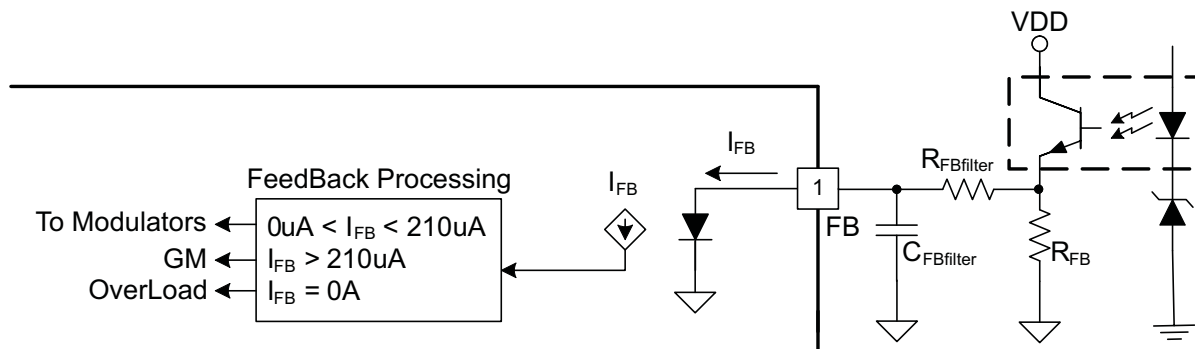 VDD
I_FB
R_FBfilter
FeedBack Processing
I_FB
1
To Modulators
0uA < I_FB < 210uA
FB
GM
I_FB > 210uA
C_FBfilter
R_FB
OverLoad
I_FB = 0A